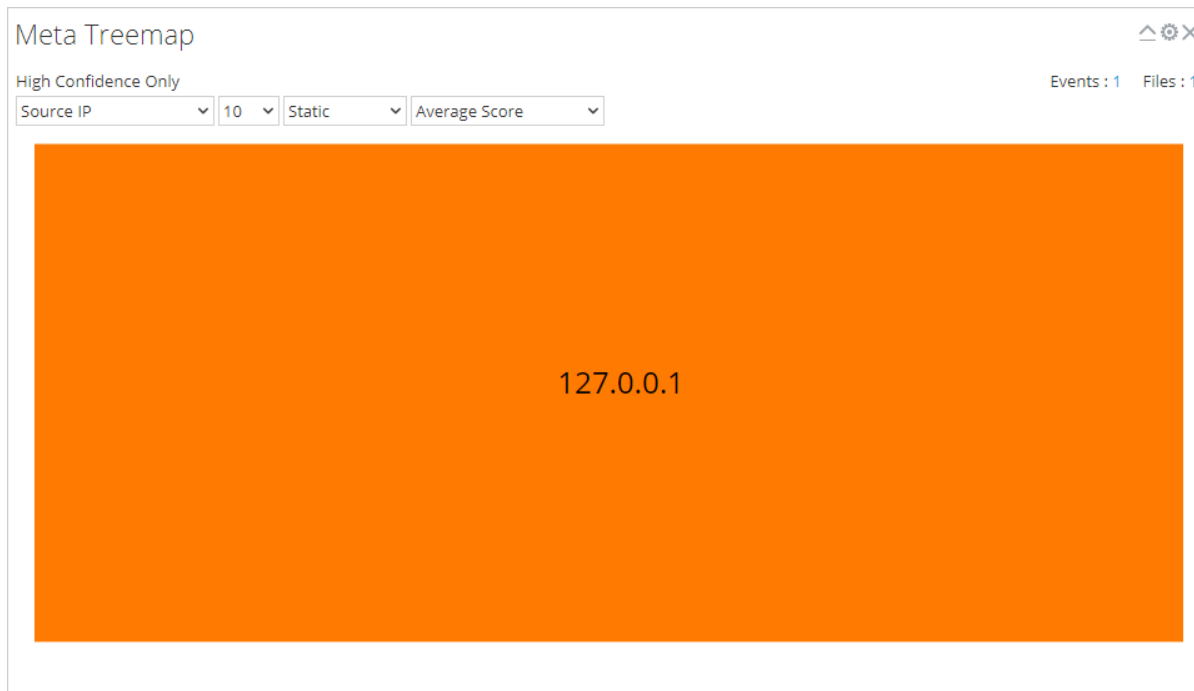 Meta Treemap
High Confidence Only
Events : 1 Files : 1
Source IP 10 Static Average Score
127.0.0.1